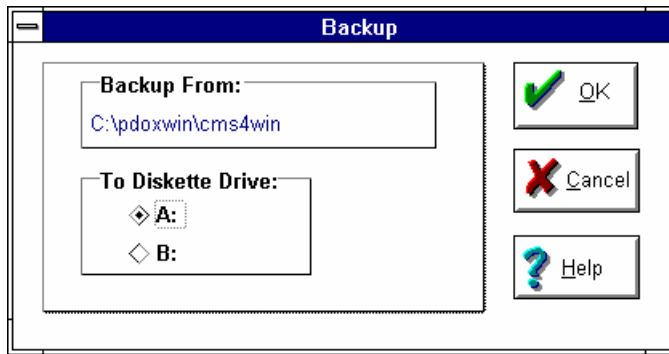 Backup
Backup From:
C:\pdoxwin\cms4win
To Diskette Drive:
A:
B:
OK
Cancel
Help